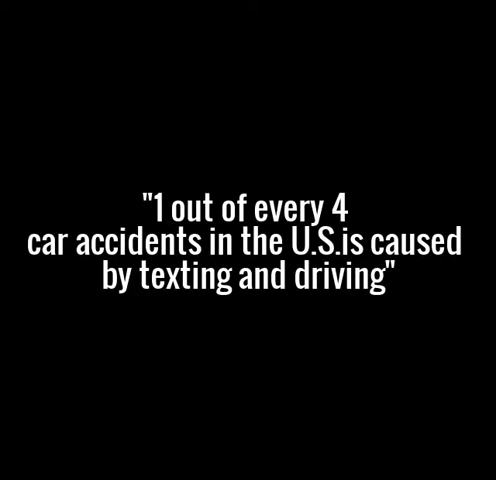 "1 out of every 4
car accidents in the U.S.is caused
by texting and driving"